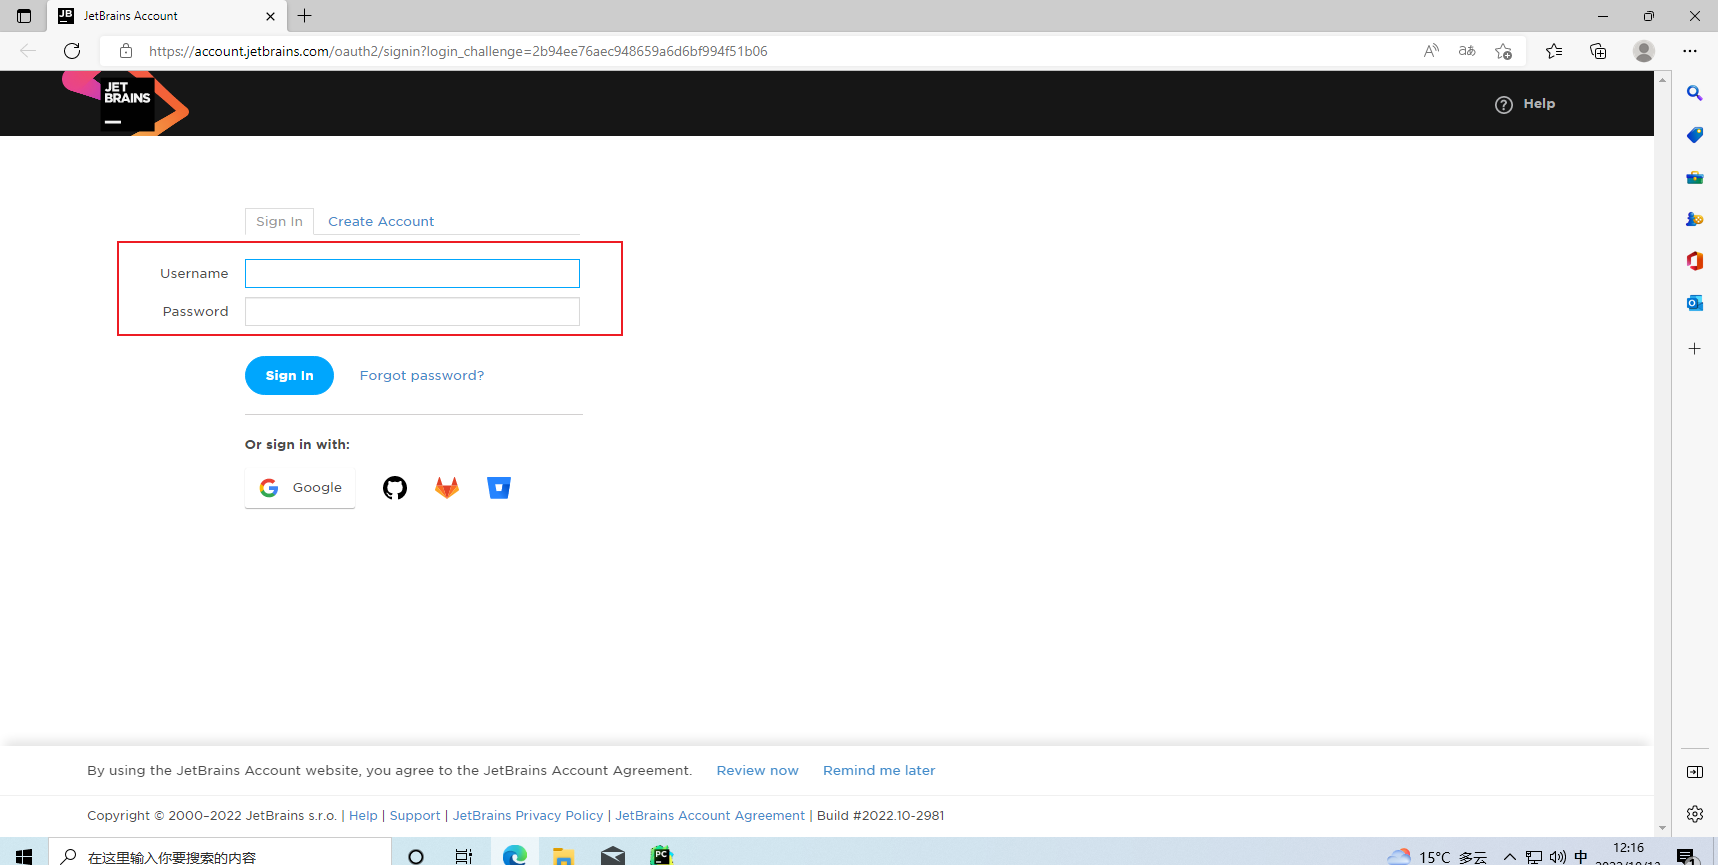 JetBrains Account
https://account.jetbrains.com/oauth2/signin?login_challenge=2b94ee76aec948659a6d6bf994f51b06
JET
BRAINS
Help
Sign In
Create Account
Username
Password
Sign In
Forgot password?
Or sign in with:
Google
By using the JetBrains Account website, you agree to the JetBrains Account Agreement.
Review now
Remind me later
Copyright © 2000–2022 JetBrains s.r.o. | Help | Support | JetBrains Privacy Policy | JetBrains Account Agreement | Build #2022.10-2981
在这里输入你要搜索的内容
15°C 多云
中
12:16